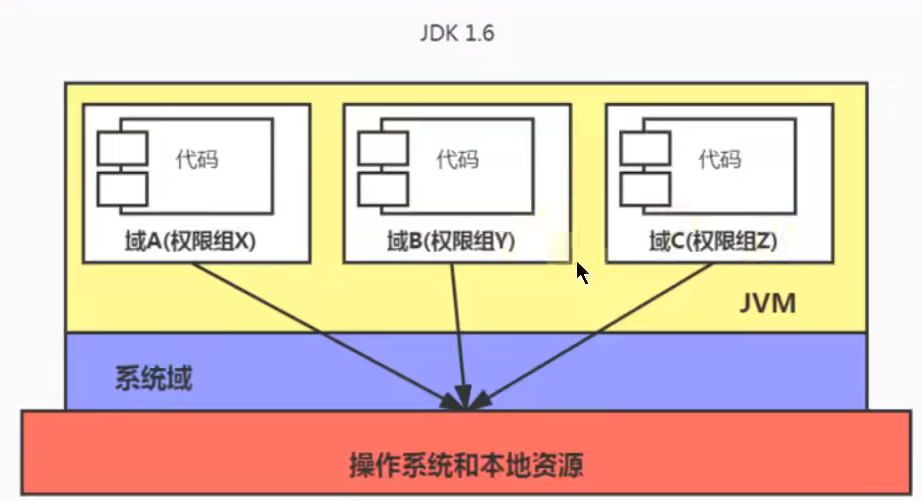 JDK 1.6
代码
代码
代码
域A(权限组X)
域B(权限组Y)
域C(权限组Z)
JVM
系统域
操作系统和本地资源